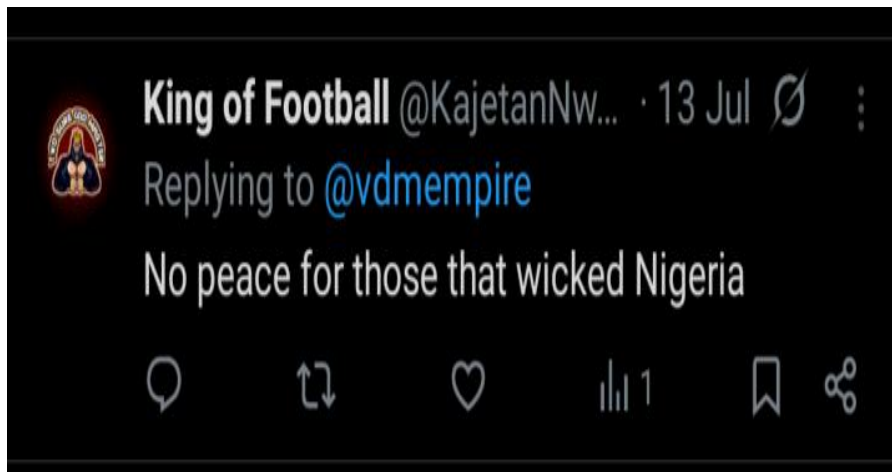 King of Football @KajetanNw... · 13 Jul
Replying to @vdmempire
No peace for those that wicked Nigeria
1